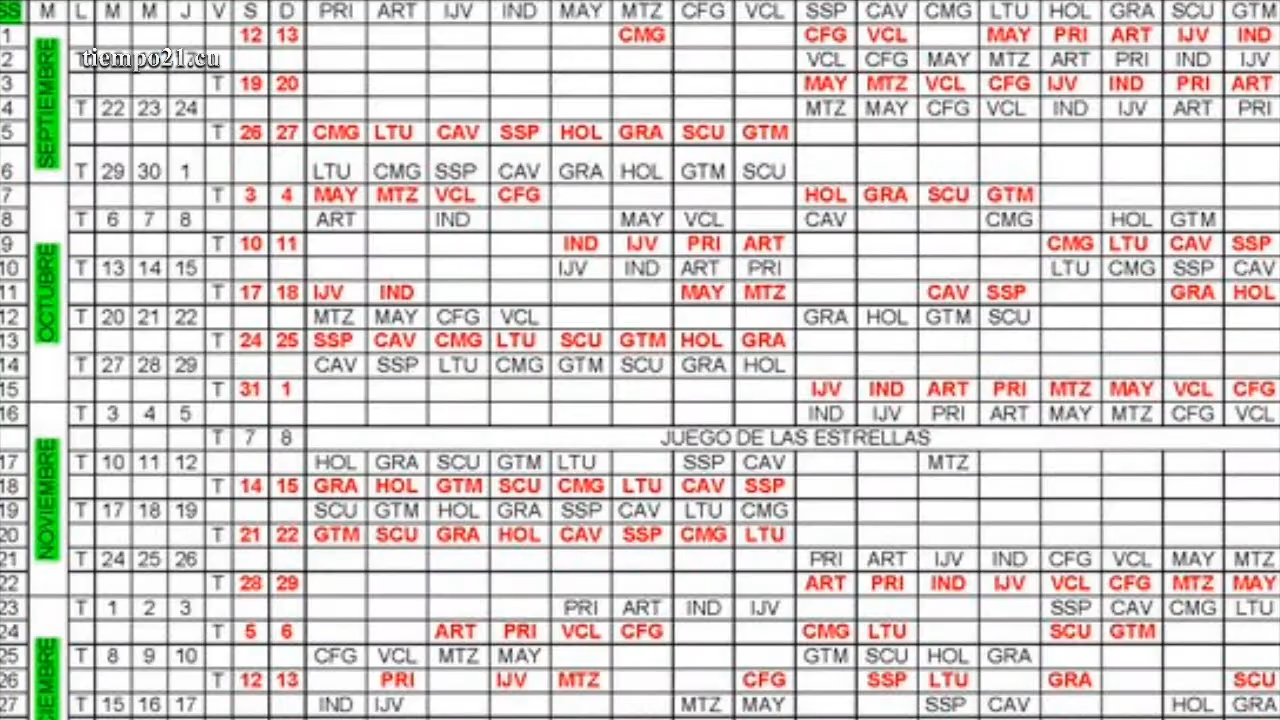 SS M L M M J V S D PRI ART IJV IND MAY MTZ CFG VCL SSP CAV CMG LTU HOL GRA SCU GTM
1 12 13 CMG CFG VCL MAY PRI ART IJV IND
tiempo21.cu
2 VCL CFG MAY MTZ ART PRI IND IJV
3 T 19 20 MAY MTZ VCL CFG IJV IND PRI ART
SEPTIEMBRE
4 T 22 23 24 MTZ MAY CFG VCL IND IJV ART PRI
5 T 26 27 CMG LTU CAV SSP HOL GRA SCU GTM
6 T 29 30 1 LTU CMG SSP CAV GRA HOL GTM SCU
7 T 3 4 MAY MTZ VCL CFG HOL GRA SCU GTM
8 T 6 7 8 ART IND MAY VCL CAV CMG HOL GTM
9 T 10 11 IND IJV PRI ART CMG LTU CAV SSP
10 T 13 14 15 IJV IND ART PRI LTU CMG SSP CAV
OCTUBRE
11 T 17 18 IJV IND MAY MTZ CAV SSP GRA HOL
12 T 20 21 22 MTZ MAY CFG VCL GRA HOL GTM SCU
13 T 24 25 SSP CAV CMG LTU SCU GTM HOL GRA
14 T 27 28 29 CAV SSP LTU CMG GTM SCU GRA HOL
15 T 31 1 IJV IND ART PRI MTZ MAY VCL CFG
16 T 3 4 5 IND IJV PRI ART MAY MTZ CFG VCL
T 7 8 JUEGO DE LAS ESTRELLAS
17 T 10 11 12 HOL GRA SCU GTM LTU SSP CAV MTZ
18 T 14 15 GRA HOL GTM SCU CMG LTU CAV SSP
NOVIEMBRE
19 T 17 18 19 SCU GTM HOL GRA SSP CAV LTU CMG
20 T 21 22 GTM SCU GRA HOL CAV SSP CMG LTU
21 T 24 25 26 PRI ART IJV IND CFG VCL MAY MTZ
22 T 28 29 ART PRI IND IJV VCL CFG MTZ MAY
23 T 1 2 3 PRI ART IND IJV SSP CAV CMG LTU
24 T 5 6 ART PRI VCL CFG CMG LTU SCU GTM
25 T 8 9 10 CFG VCL MTZ MAY GTM SCU HOL GRA
26 T 12 13 PRI IJV MTZ CFG SSP LTU GRA SCU
CIEMBRE
27 T 15 16 17 IND IJV MTZ MAY SSP CAV HOL GRA